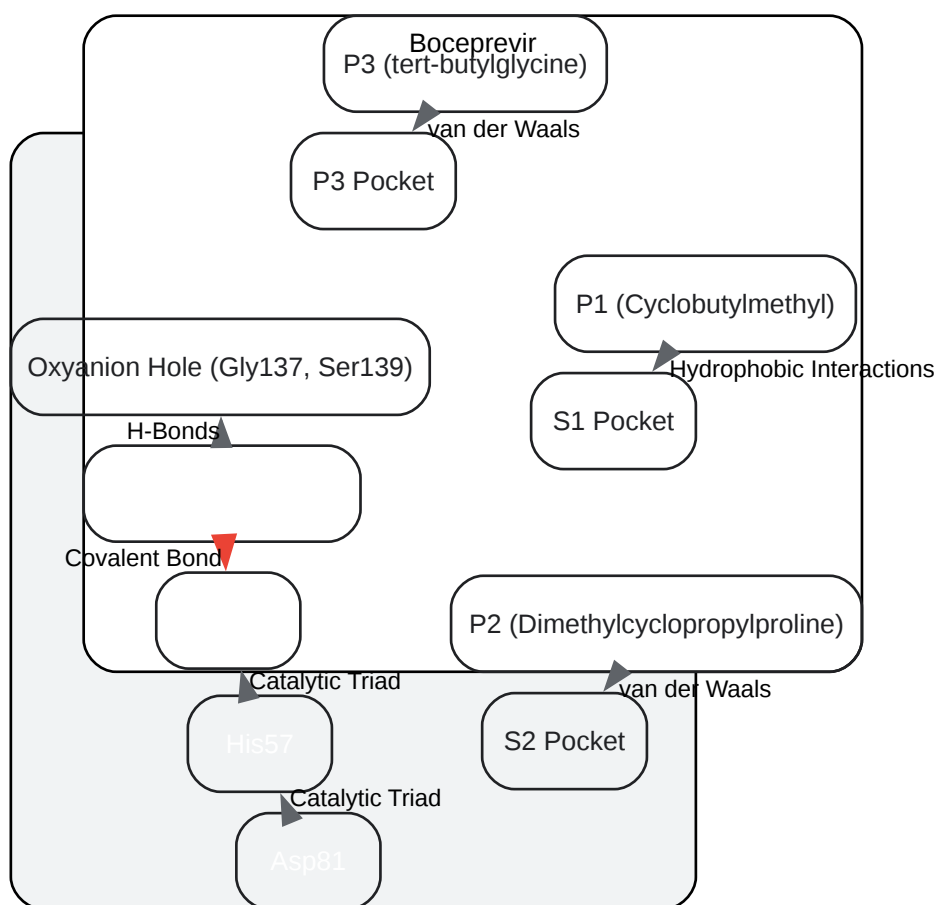 Boceprevir
P3 (tert-butylglycine)
van der Waals
P3 Pocket
P1 (Cyclobutylmethyl)
Hydrophobic Interactions
Oxyanion Hole (Gly137, Ser139)
S1 Pocket
H-Bonds
Covalent Bond
P2 (Dimethylcyclopropylproline)
Catalytic Triad
van der Waals
His57
S2 Pocket
Catalytic Triad
Asp81